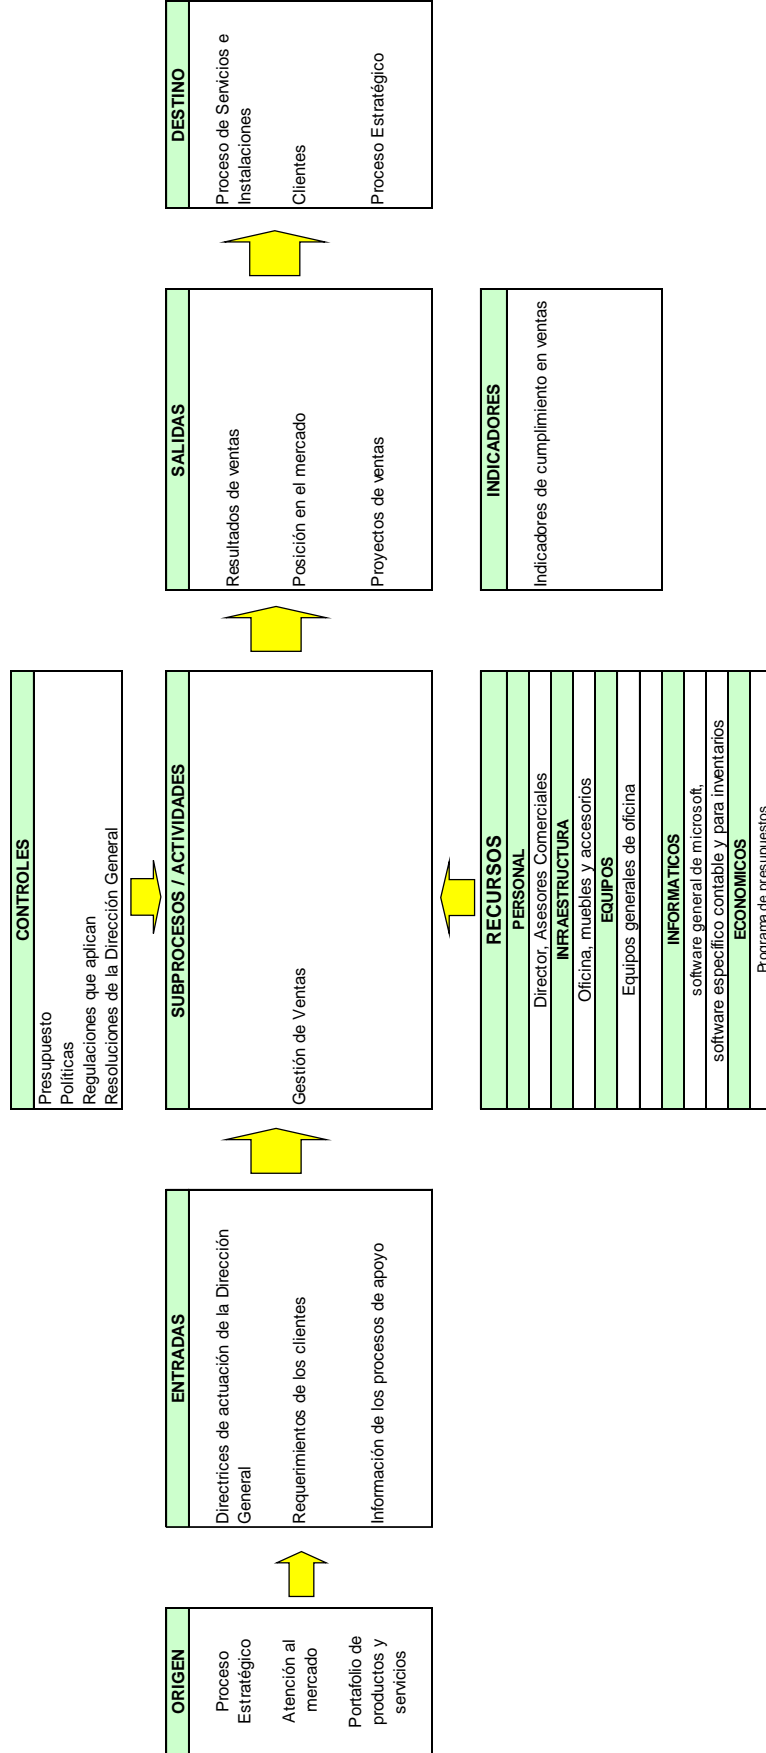 CONTROLES
Presupuesto
Políticas
Regulaciones que aplican
Resoluciones de la Dirección General
ORIGEN
Proceso
Estratégico
Atención al
mercado
Portafolio de
productos y
servicios
ENTRADAS
Directrices de actuación de la Dirección
General
Requerimientos de los clientes
Información de los procesos de apoyo
SUBPROCESOS / ACTIVIDADES
Gestión de Ventas
SALIDAS
Resultados de ventas
Posición en el mercado
Proyectos de ventas
DESTINO
Proceso de Servicios e
Instalaciones
Clientes
Proceso Estratégico
RECURSOS
PERSONAL
Director, Asesores Comerciales
INFRAESTRUCTURA
Oficina, muebles y accesorios
EQUIPOS
Equipos generales de oficina
INFORMATICOS
software general de microsoft,
software específico contable y para inventarios
ECONOMICOS
Programa de presupuestos
INDICADORES
Indicadores de cumplimiento en ventas